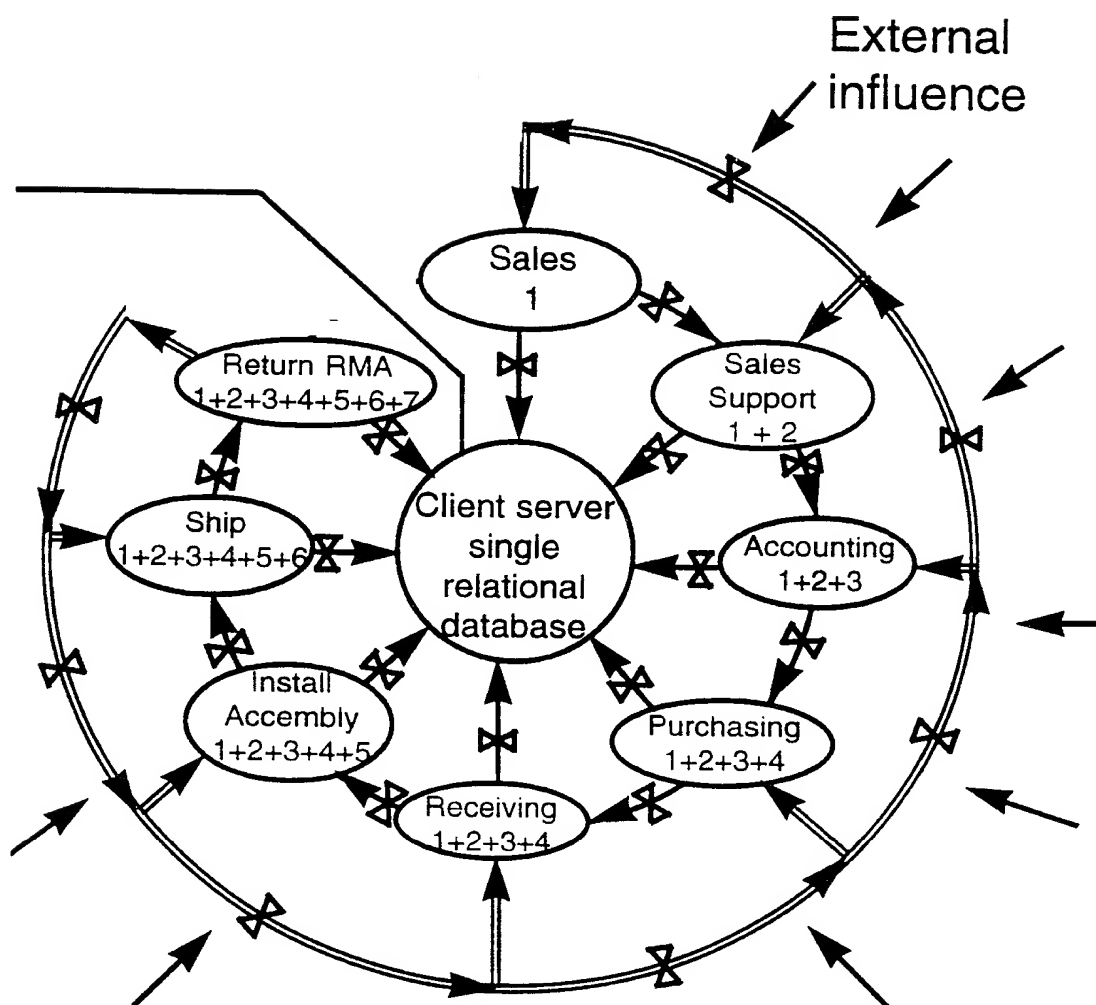 External
influence
Sales
1
Sales
Support
1 + 2
Accounting
1+2+3
Purchasing
1+2+3+4
Receiving
1+2+3+4
Install
Accembly
1+2+3+4+5
Ship
1+2+3+4+5+6
Return RMA
1+2+3+4+5+6+7
Client server
single
relational
database